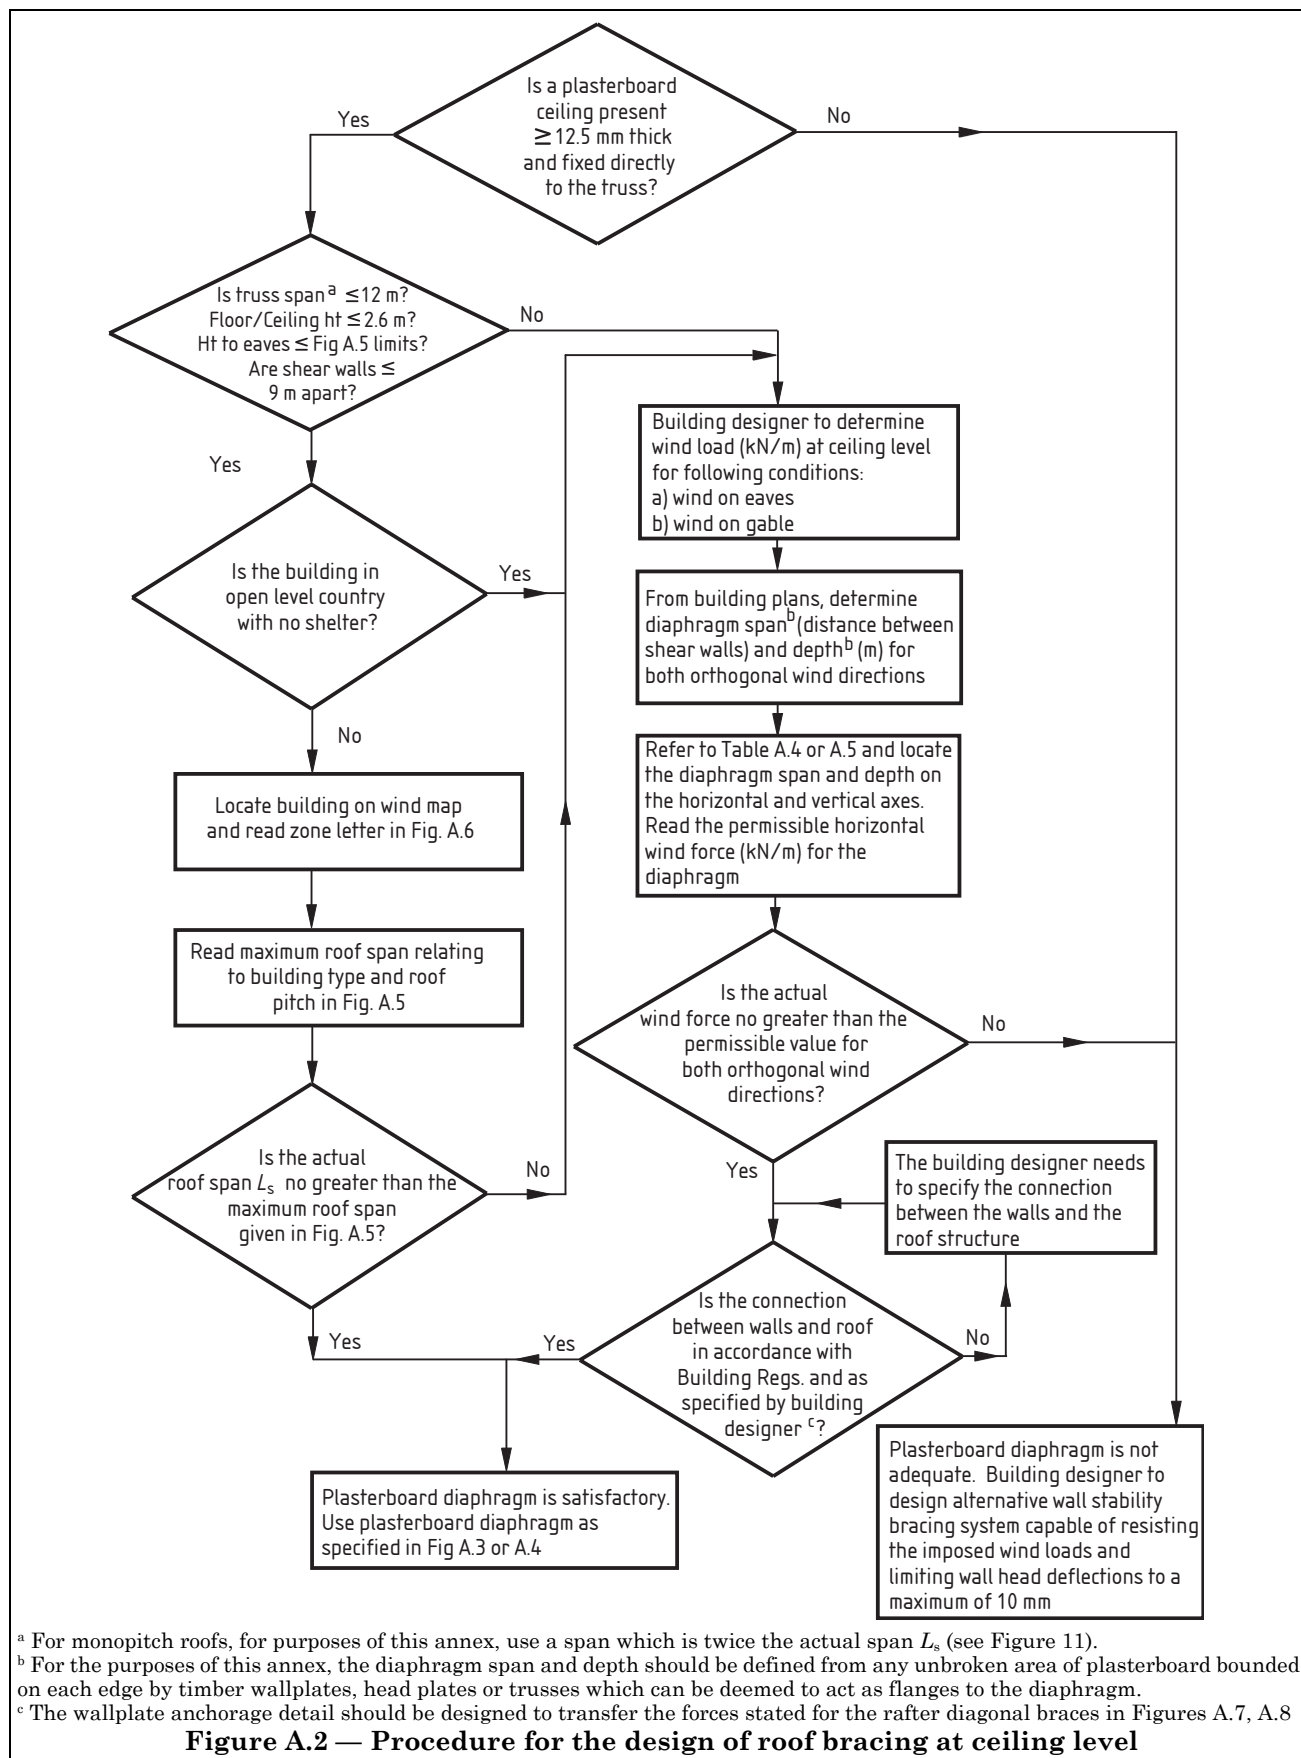 Is a plasterboard
ceiling present
≥ 12.5 mm thick
and fixed directly
to the truss?
Yes
No
Is truss span a ≤12 m?
Floor/Ceiling ht ≤ 2.6 m?
Ht to eaves ≤ Fig A.5 limits?
Are shear walls ≤
9 m apart?
No
Yes
Is the building in
open level country
with no shelter?
Yes
No
Locate building on wind map
and read zone letter in Fig. A.6
Read maximum roof span relating
to building type and roof
pitch in Fig. A.5
Is the actual
roof span Ls no greater than the
maximum roof span
given in Fig. A.5?
No
Yes
Building designer to determine
wind load (kN/m) at ceiling level
for following conditions:
a) wind on eaves
b) wind on gable
From building plans, determine
diaphragm span b (distance between
shear walls) and depth b (m) for
both orthogonal wind directions
Refer to Table A.4 or A.5 and locate
the diaphragm span and depth on
the horizontal and vertical axes.
Read the permissible horizontal
wind force (kN/m) for the
diaphragm
Is the actual
wind force no greater than the
permissible value for
both orthogonal wind
directions?
No
Yes
The building designer needs
to specify the connection
between the walls and the
roof structure
Is the connection
between walls and roof
in accordance with
Building Regs. and as
specified by building
designer c?
No
Yes
Plasterboard diaphragm is satisfactory.
Use plasterboard diaphragm as
specified in Fig A.3 or A.4
Plasterboard diaphragm is not
adequate. Building designer to
design alternative wall stability
bracing system capable of resisting
the imposed wind loads and
limiting wall head deflections to a
maximum of 10 mm
a For monopitch roofs, for purposes of this annex, use a span which is twice the actual span Ls (see Figure 11).
b For the purposes of this annex, the diaphragm span and depth should be defined from any unbroken area of plasterboard bounded
on each edge by timber wallplates, head plates or trusses which can be deemed to act as flanges to the diaphragm.
c The wallplate anchorage detail should be designed to transfer the forces stated for the rafter diagonal braces in Figures A.7, A.8
Figure A.2 — Procedure for the design of roof bracing at ceiling level